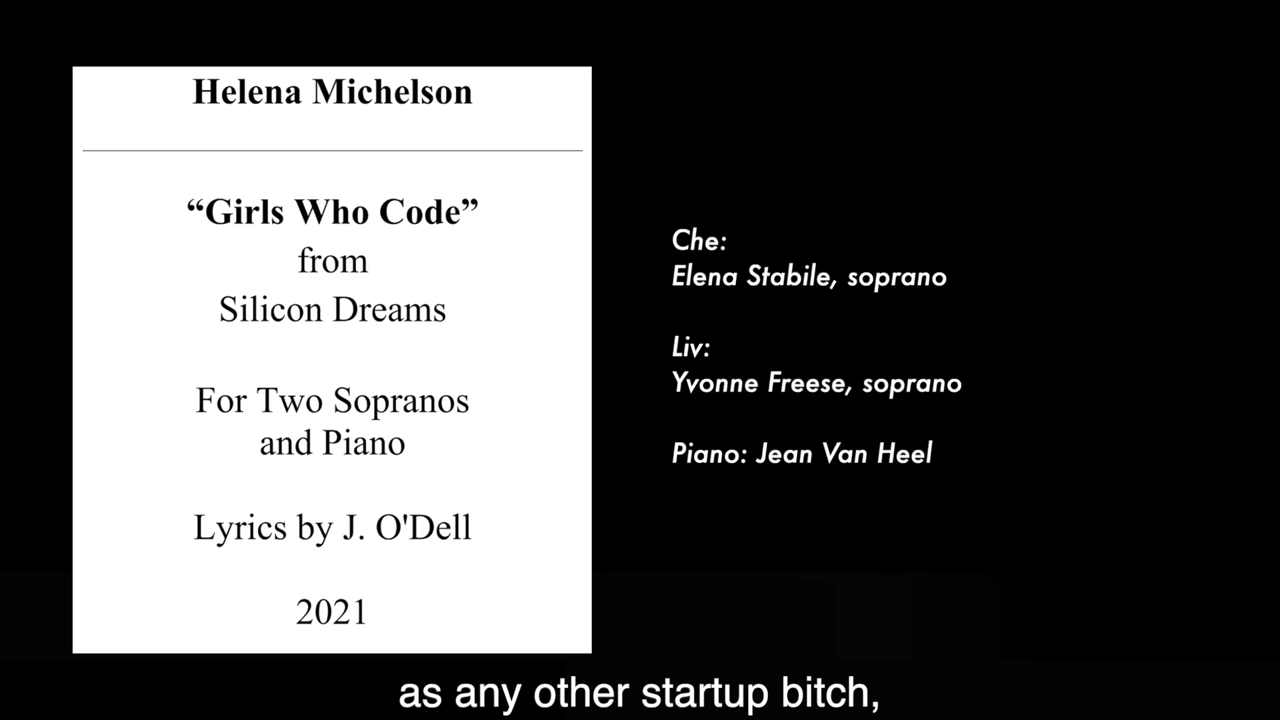 Helena Michelson
“Girls Who Code”
from
Silicon Dreams
For Two Sopranos
and Piano
Lyrics by J. O'Dell
2021
Che:
Elena Stabile, soprano
Liv:
Yvonne Freese, soprano
Piano: Jean Van Heel
as any other startup bitch,